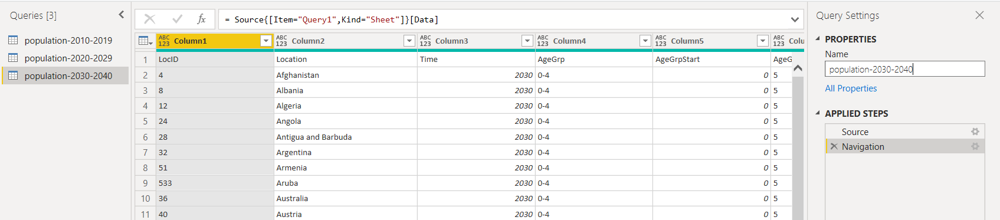 Queries [3]
population-2010-2019
population-2020-2029
population-2030-2040
fx = Source{[Item="Query1",Kind="Sheet"]}[Data]
ABC 123 Column1 ABC 123 Column2 ABC 123 Column3 ABC 123 Column4 ABC 123 Column5 ABC 123 Colu
1 LocID Location Time AgeGrp AgeGrpStart AgeG
2 4 Afghanistan 2030 0-4 0 5
3 8 Albania 2030 0-4 0 5
4 12 Algeria 2030 0-4 0 5
5 24 Angola 2030 0-4 0 5
6 28 Antigua and Barbuda 2030 0-4 0 5
7 32 Argentina 2030 0-4 0 5
8 51 Armenia 2030 0-4 0 5
9 533 Aruba 2030 0-4 0 5
10 36 Australia 2030 0-4 0 5
11 40 Austria 2030 0-4 0 5
Query Settings
PROPERTIES
Name
population-2030-2040
All Properties
APPLIED STEPS
Source
Navigation